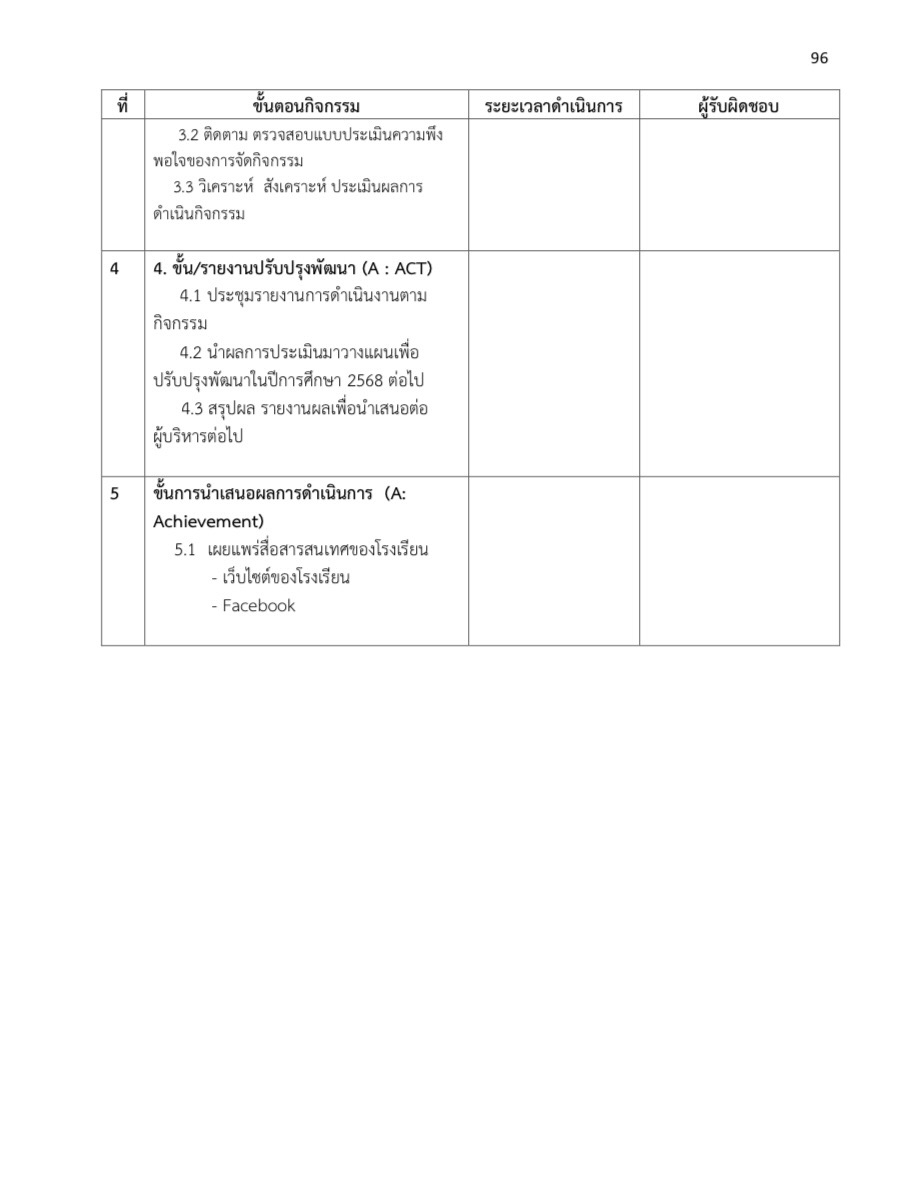 96
ที่ ขั้นตอนกิจกรรม ระยะเวลาดำเนินการ ผู้รับผิดชอบ
3.2 ติดตาม ตรวจสอบแบบประเมินความพึง
พอใจของการจัดกิจกรรม
3.3 วิเคราะห์ สังเคราะห์ ประเมินผลการ
ดำเนินกิจกรรม
4 4. ขั้น/รายงานปรับปรุงพัฒนา (A : ACT)
4.1 ประชุมรายงานการดำเนินงานตาม
กิจกรรม
4.2 นำผลการประเมินมาวางแผนเพื่อ
ปรับปรุงพัฒนาในปีการศึกษา 2568 ต่อไป
4.3 สรุปผล รายงานผลเพื่อนำเสนอต่อ
ผู้บริหารต่อไป
5 ขั้นการนำเสนอผลการดำเนินการ (A:
Achievement)
5.1 เผยแพร่สื่อสารสนเทศของโรงเรียน
- เว็บไซต์ของโรงเรียน
- Facebook